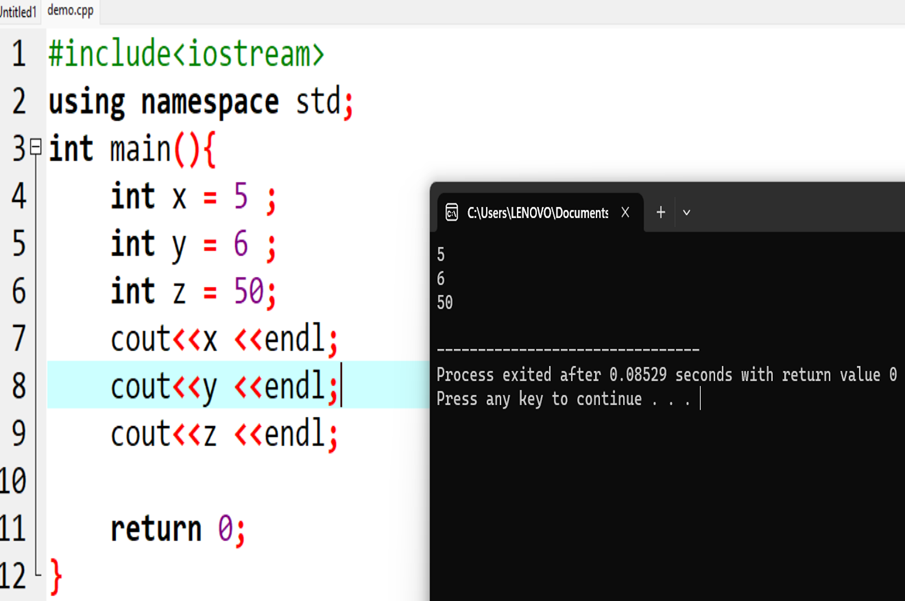 Untitled1 demo.cpp
1 #include<iostream>
2 using namespace std;
3 int main(){
4 int x = 5 ;
5 int y = 6 ;
6 int z = 50;
7 cout<<x <<endl;
8 cout<<y <<endl;
9 cout<<z <<endl;
10
11 return 0;
12 }
C:\Users\LENOVO\Documents X + 
5
6
50
--------------------------------
Process exited after 0.08529 seconds with return value 0
Press any key to continue . . .